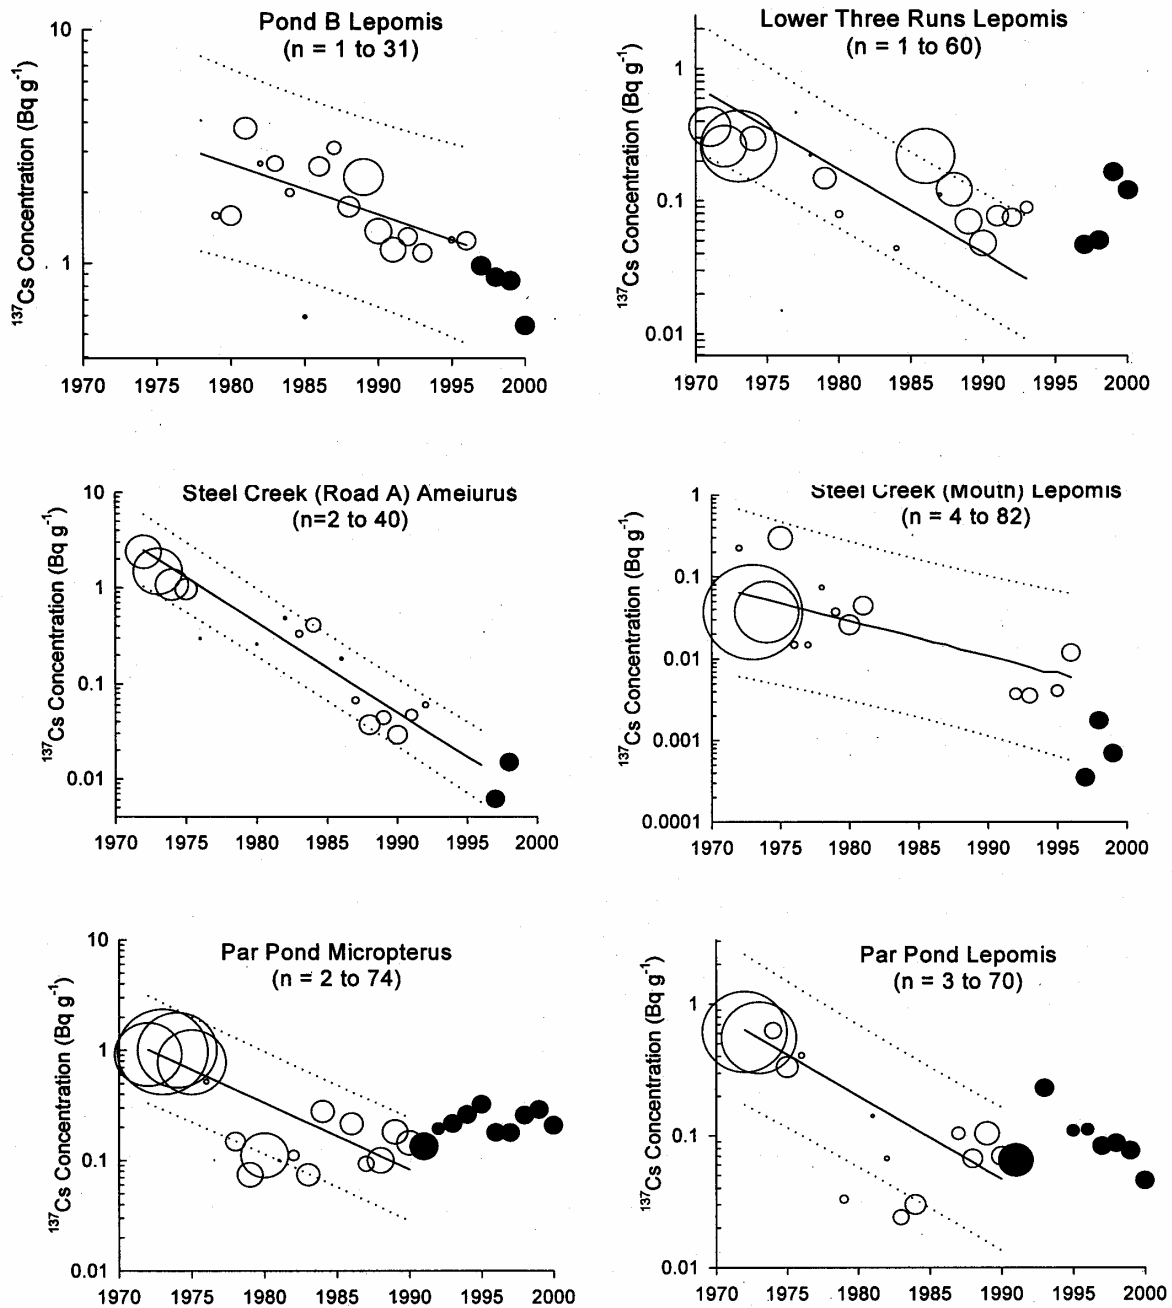 Pond B Lepomis
(n = 1 to 31)
¹³⁷Cs Concentration (Bq g⁻¹)
10
1
1970 1975 1980 1985 1990 1995 2000
Lower Three Runs Lepomis
(n = 1 to 60)
¹³⁷Cs Concentration (Bq g⁻¹)
1
0.1
0.01
1970 1975 1980 1985 1990 1995 2000
Steel Creek (Road A) Ameiurus
(n=2 to 40)
¹³⁷Cs Concentration (Bq g⁻¹)
10
1
0.1
0.01
1970 1975 1980 1985 1990 1995 2000
Steel Creek (Mouth) Lepomis
(n = 4 to 82)
¹³⁷Cs Concentration (Bq g⁻¹)
1
0.1
0.01
0.001
0.0001
1970 1975 1980 1985 1990 1995 2000
Par Pond Micropterus
(n = 2 to 74)
¹³⁷Cs Concentration (Bq g⁻¹)
10
1
0.1
0.01
1970 1975 1980 1985 1990 1995 2000
Par Pond Lepomis
(n = 3 to 70)
¹³⁷Cs Concentration (Bq g⁻¹)
1
0.1
0.01
1970 1975 1980 1985 1990 1995 2000